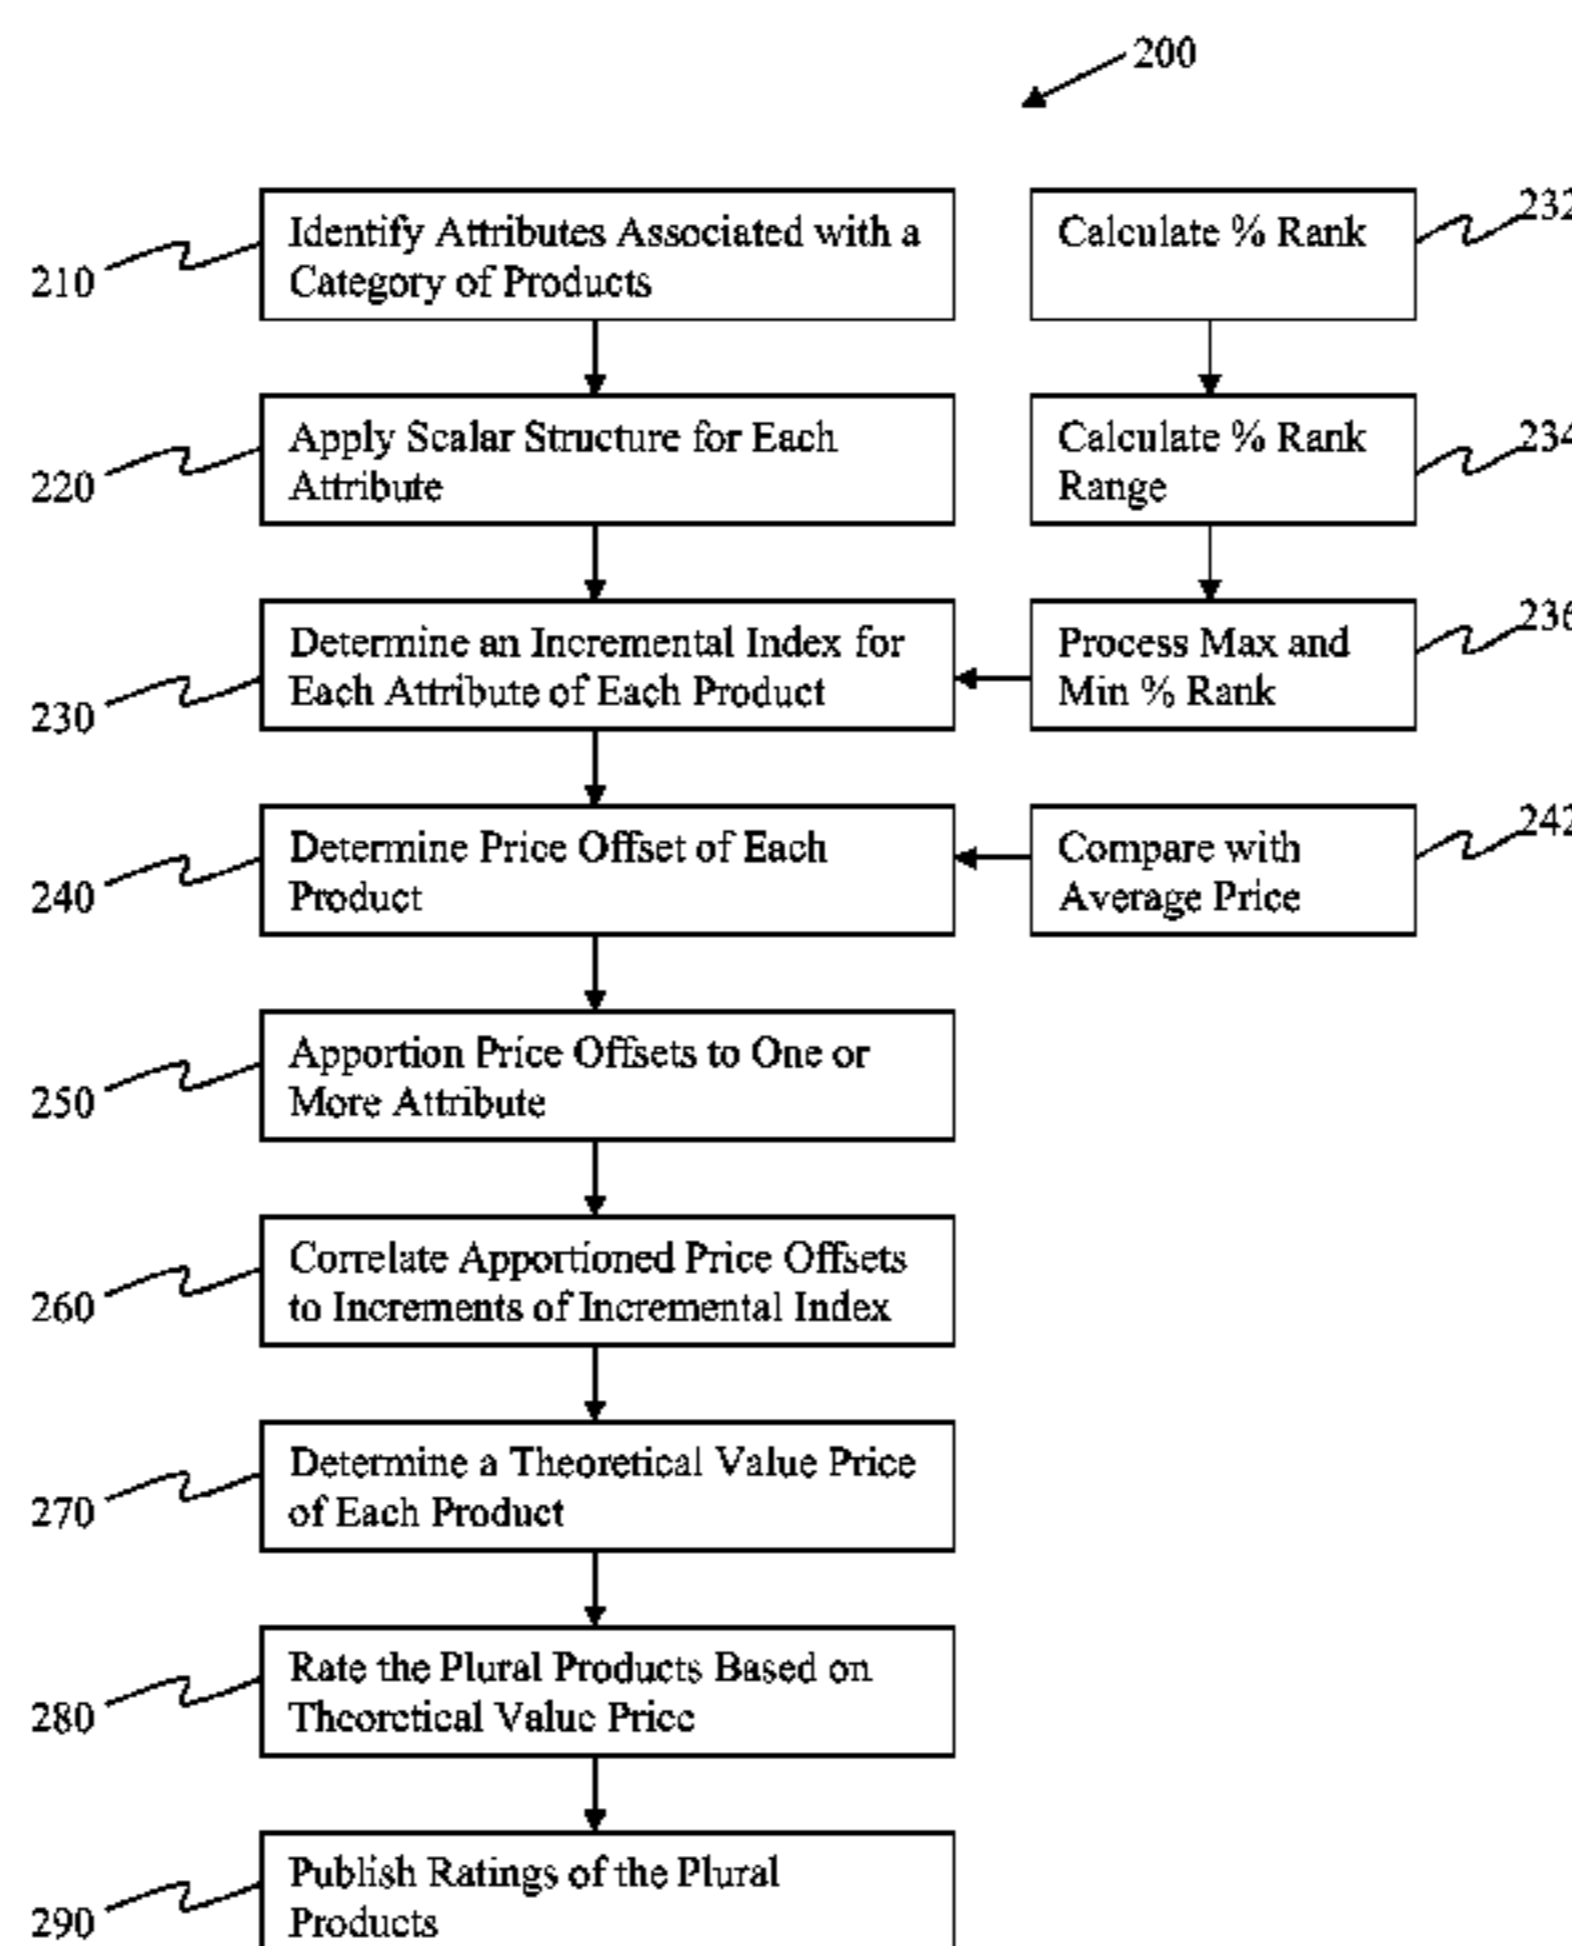 200
Identify Attributes Associated with a
Category of Products
210
Calculate % Rank
232
Apply Scalar Structure for Each
Attribute
220
Calculate % Rank
Range
234
Determine an Incremental Index for
Each Attribute of Each Product
230
Process Max and
Min % Rank
236
Determine Price Offset of Each
Product
240
Compare with
Average Price
242
Apportion Price Offsets to One or
More Attribute
250
Correlate Apportioned Price Offsets
to Increments of Incremental Index
260
Determine a Theoretical Value Price
of Each Product
270
Rate the Plural Products Based on
Theoretical Value Price
280
Publish Ratings of the Plural
Products
290